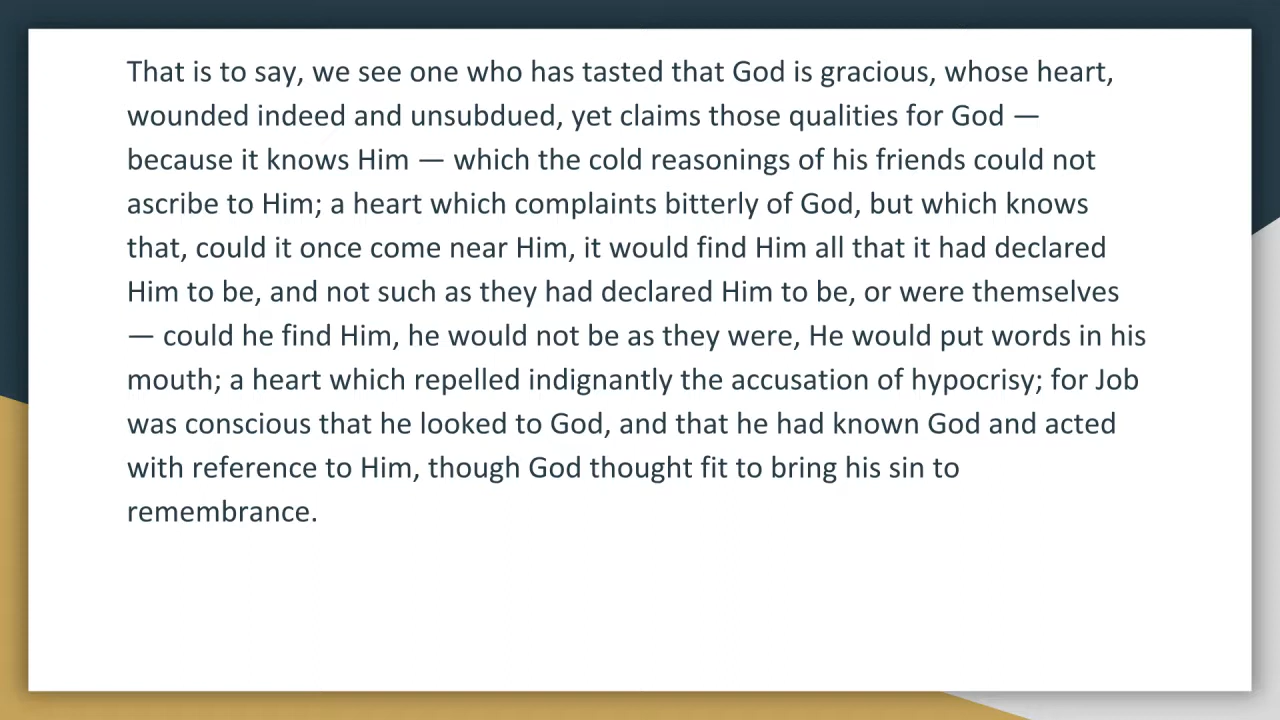 That is to say, we see one who has tasted that God is gracious, whose heart,
wounded indeed and unsubdued, yet claims those qualities for God —
because it knows Him — which the cold reasonings of his friends could not
ascribe to Him; a heart which complaints bitterly of God, but which knows
that, could it once come near Him, it would find Him all that it had declared
Him to be, and not such as they had declared Him to be, or were themselves
— could he find Him, he would not be as they were, He would put words in his
mouth; a heart which repelled indignantly the accusation of hypocrisy; for Job
was conscious that he looked to God, and that he had known God and acted
with reference to Him, though God thought fit to bring his sin to
remembrance.